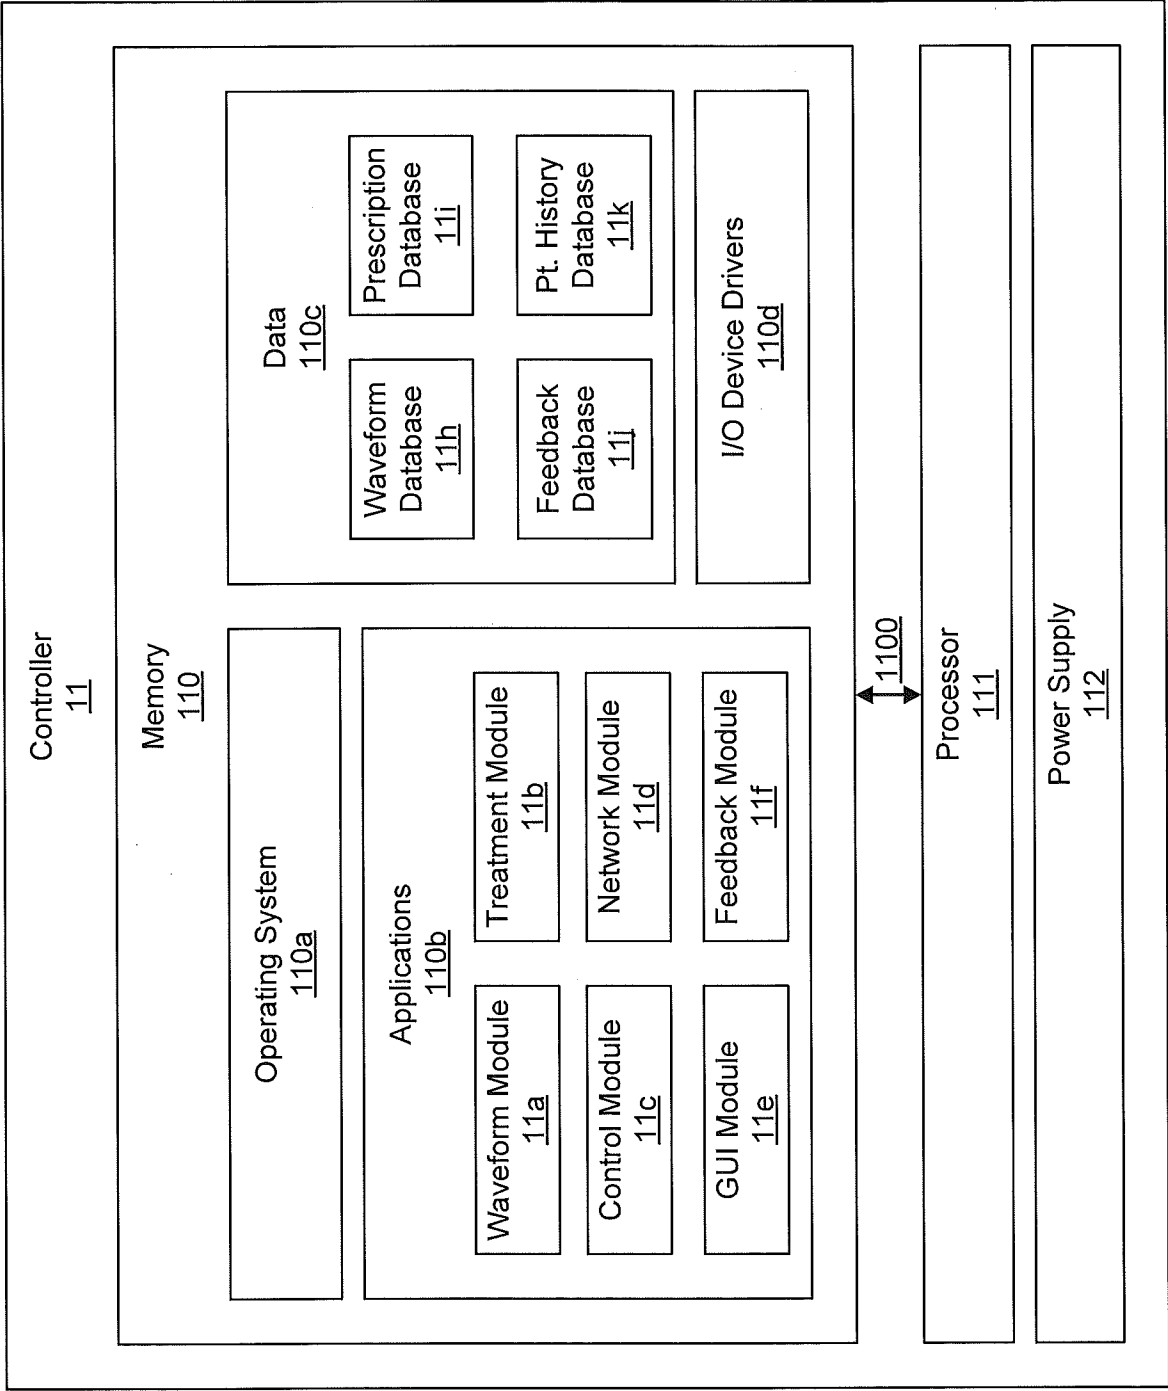 Controller
11
Memory
110
Operating System
110a
Applications
110b
Waveform Module
11a
Treatment Module
11b
Control Module
11c
Network Module
11d
GUI Module
11e
Feedback Module
11f
Data
110c
Waveform
Database
11h
Prescription
Database
11i
Feedback
Database
11j
Pt. History
Database
11k
I/O Device Drivers
110d
1100
Processor
111
Power Supply
112